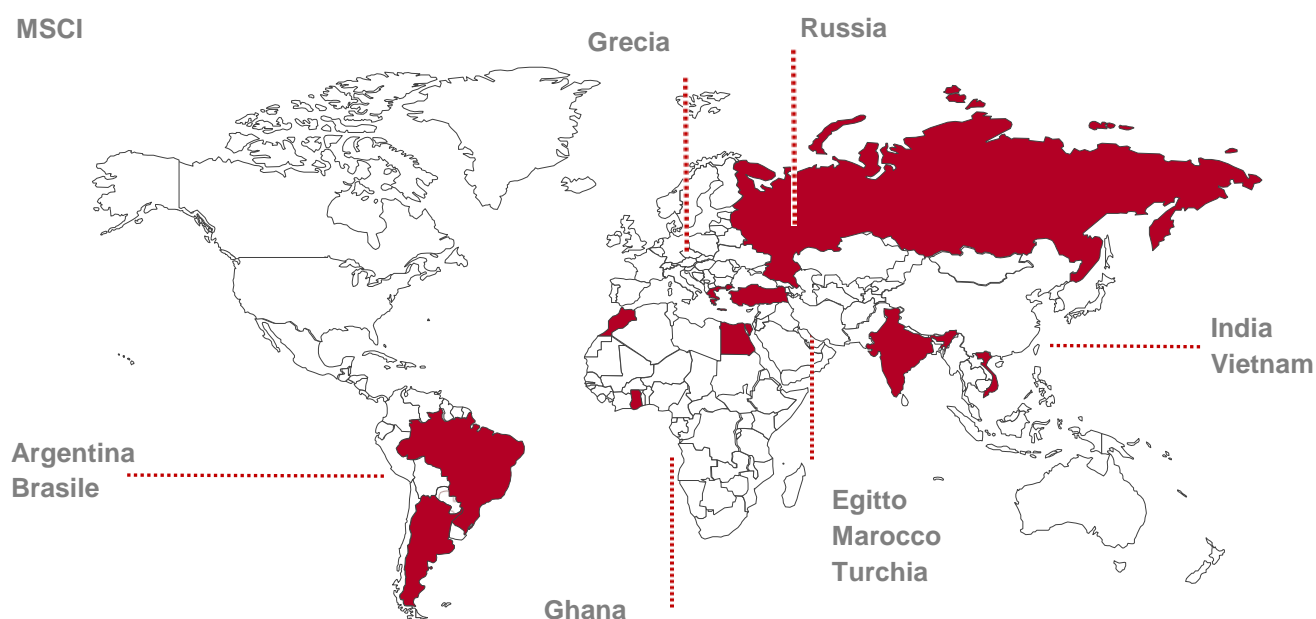 MSCI
Grecia
Russia
India
Vietnam
Argentina
Brasile
Egitto
Marocco
Turchia
Ghana